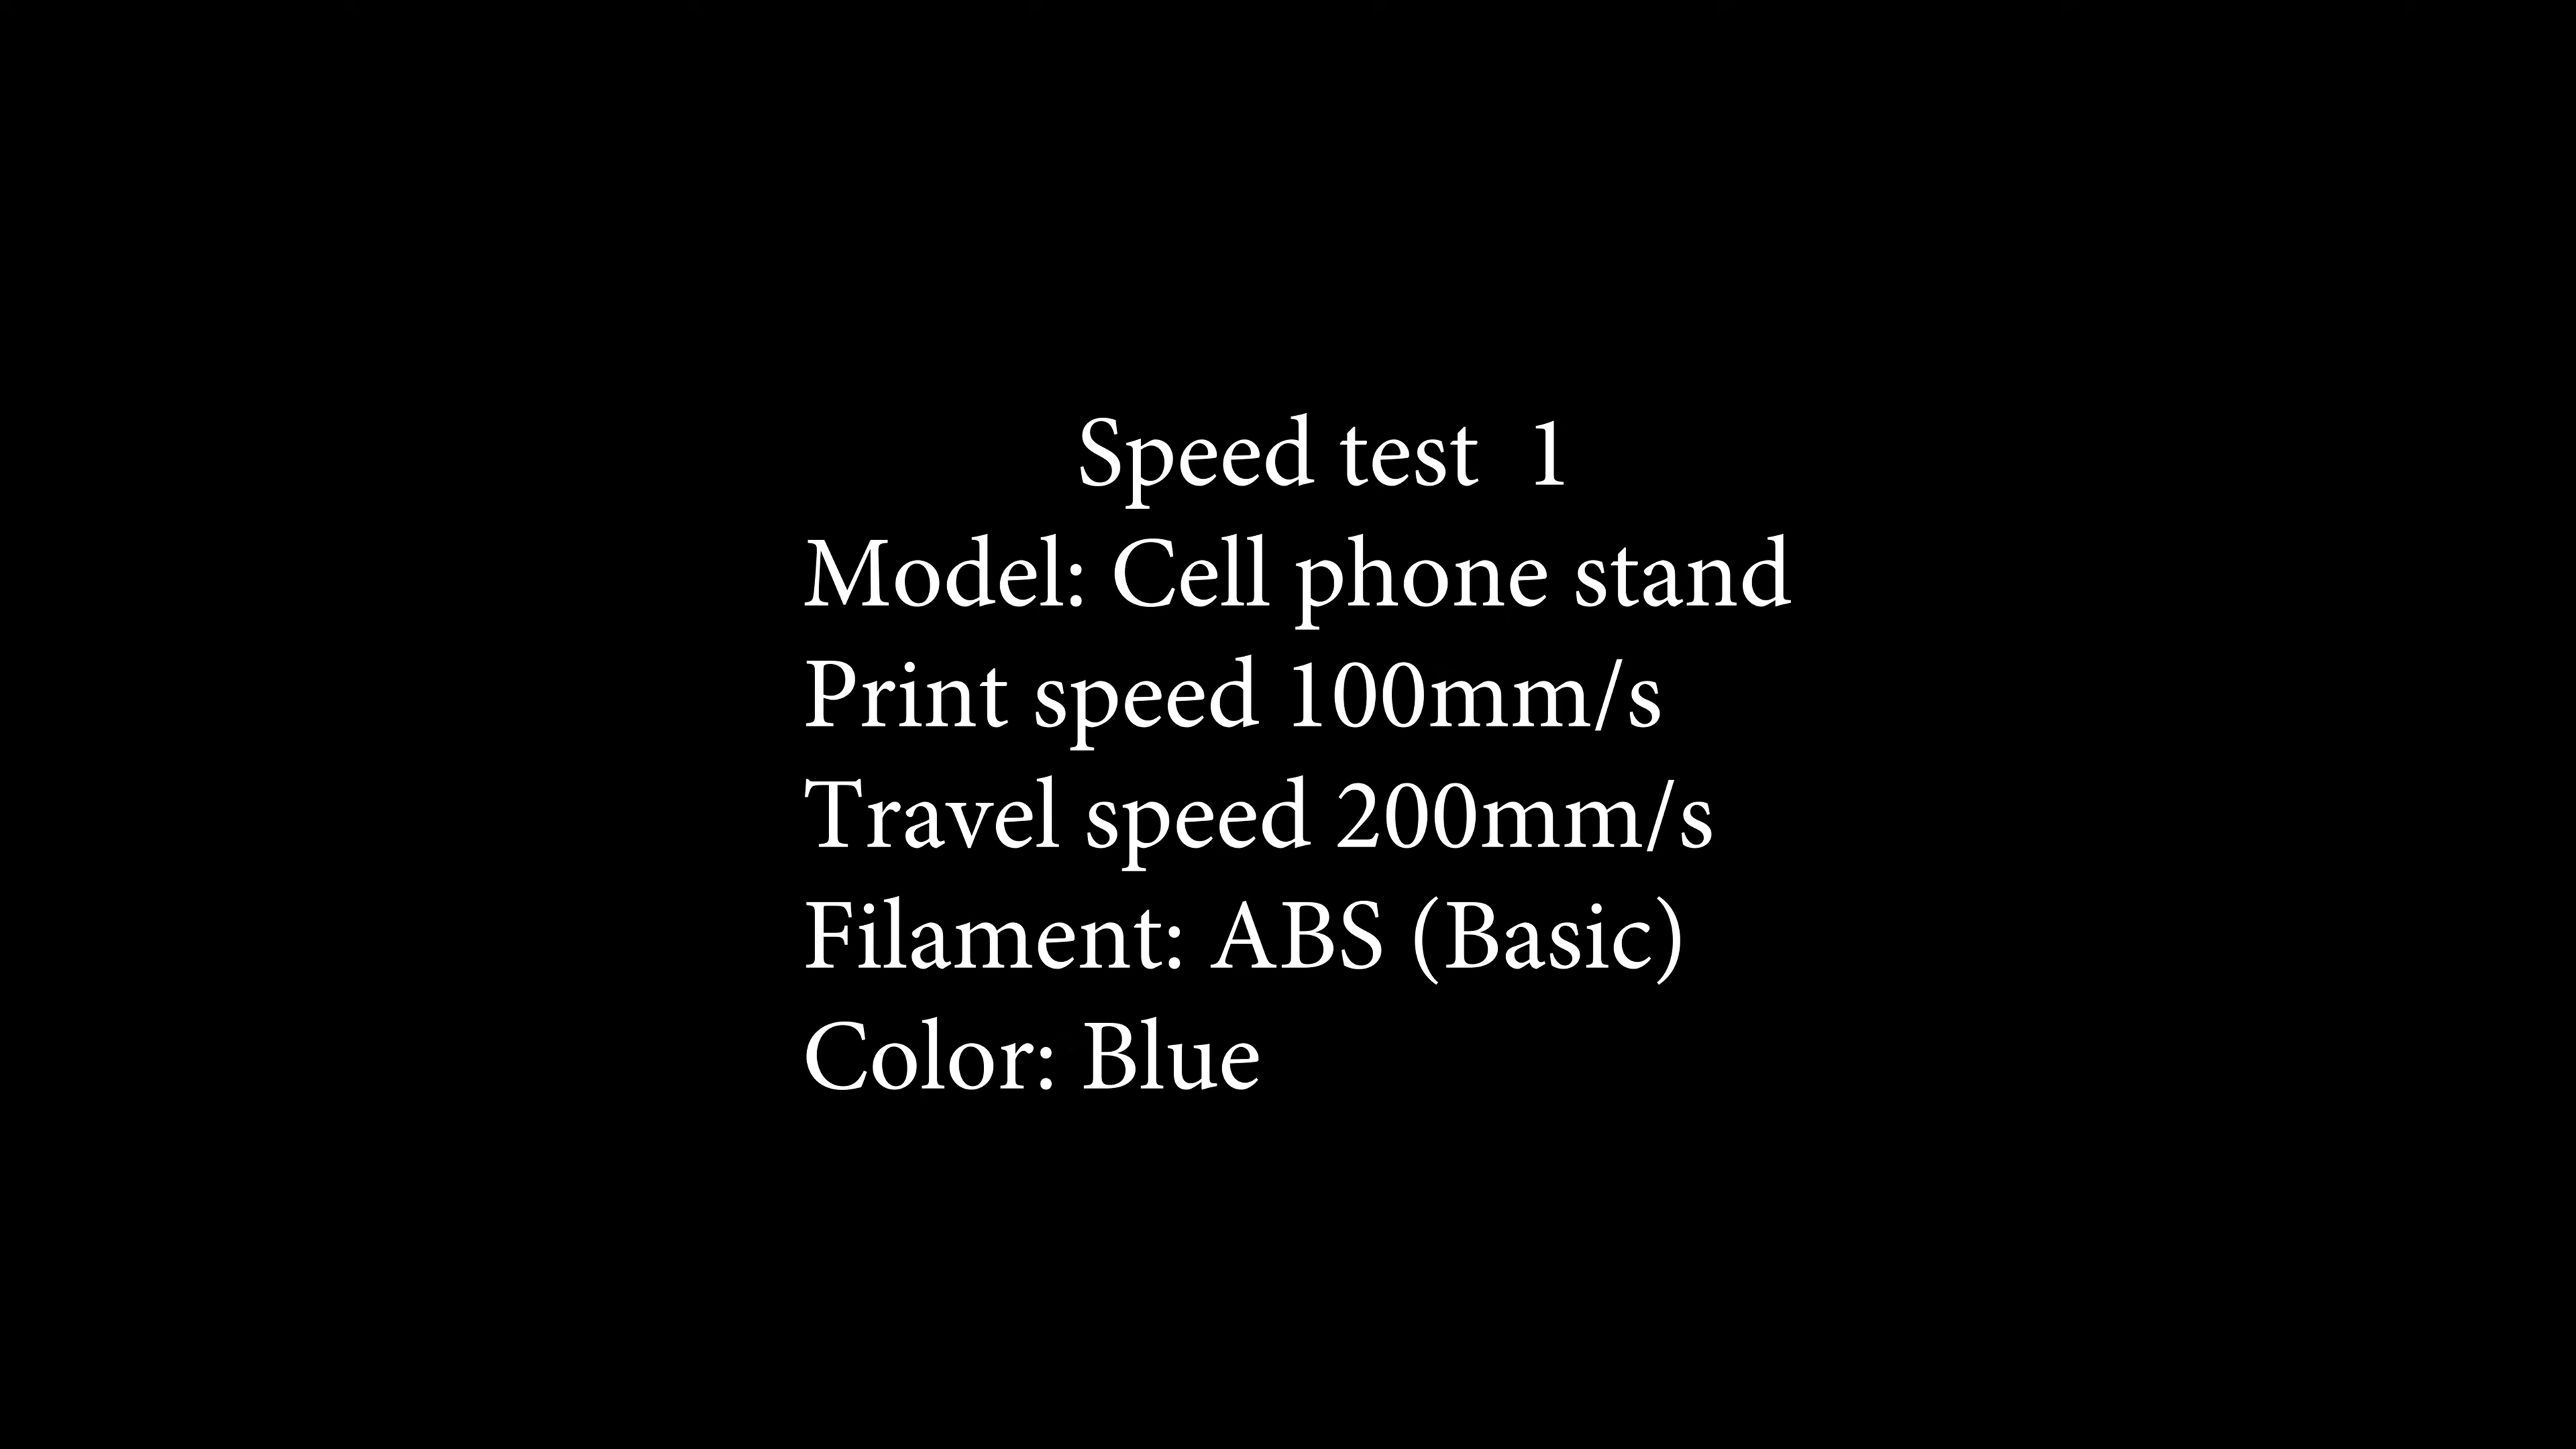 Speed test  1
Model: Cell phone stand
Print speed 100mm/s
Travel speed 200mm/s
Filament: ABS (Basic)
Color: Blue